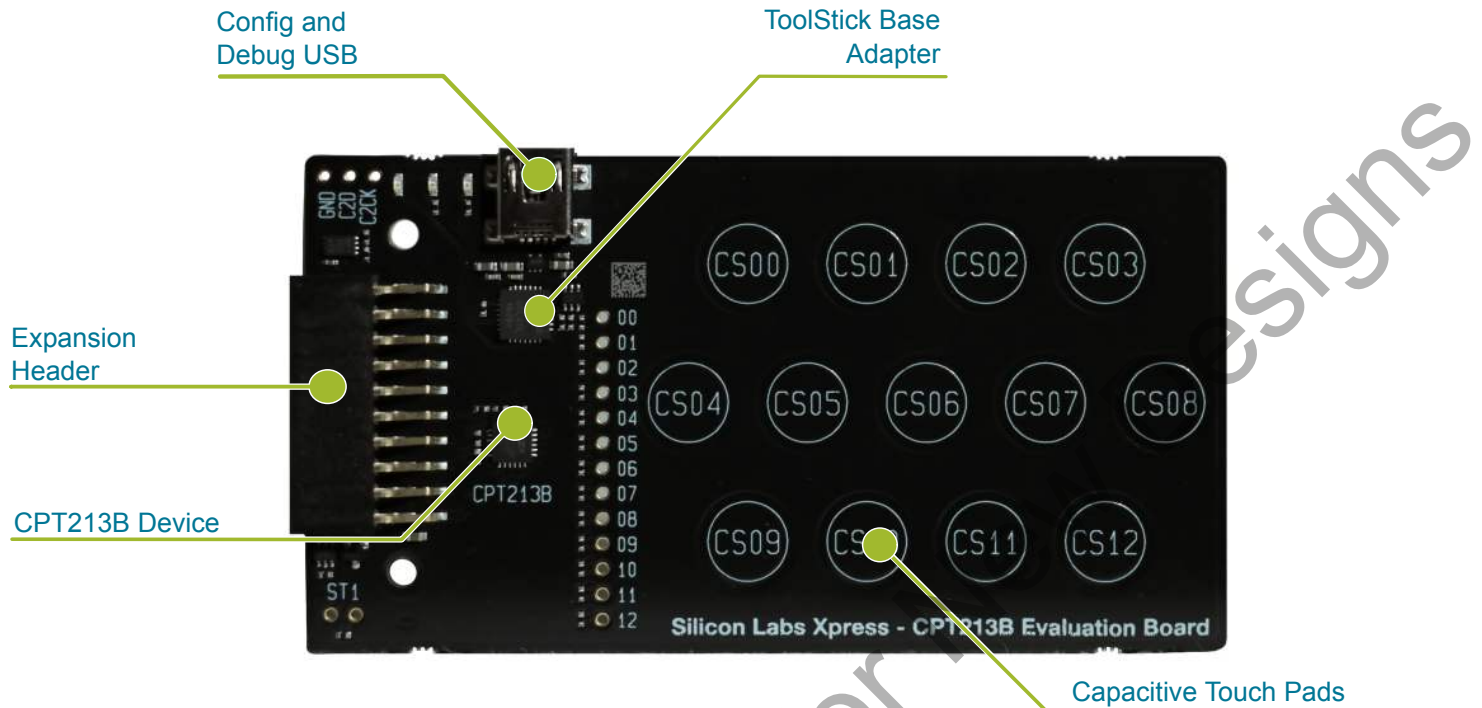 Config and
Debug USB
ToolStick Base
Adapter
GND
C2D
C2CK
CS00
CS01
CS02
CS03
00
01
02
03
04
05
06
07
08
09
10
11
12
Expansion
Header
CS04
CS05
CS06
CS07
CS08
CPT213B
CPT213B Device
CS09
CS11
CS12
ST1
Silicon Labs Xpress - CPT213B Evaluation Board
Capacitive Touch Pads
r New
esigns